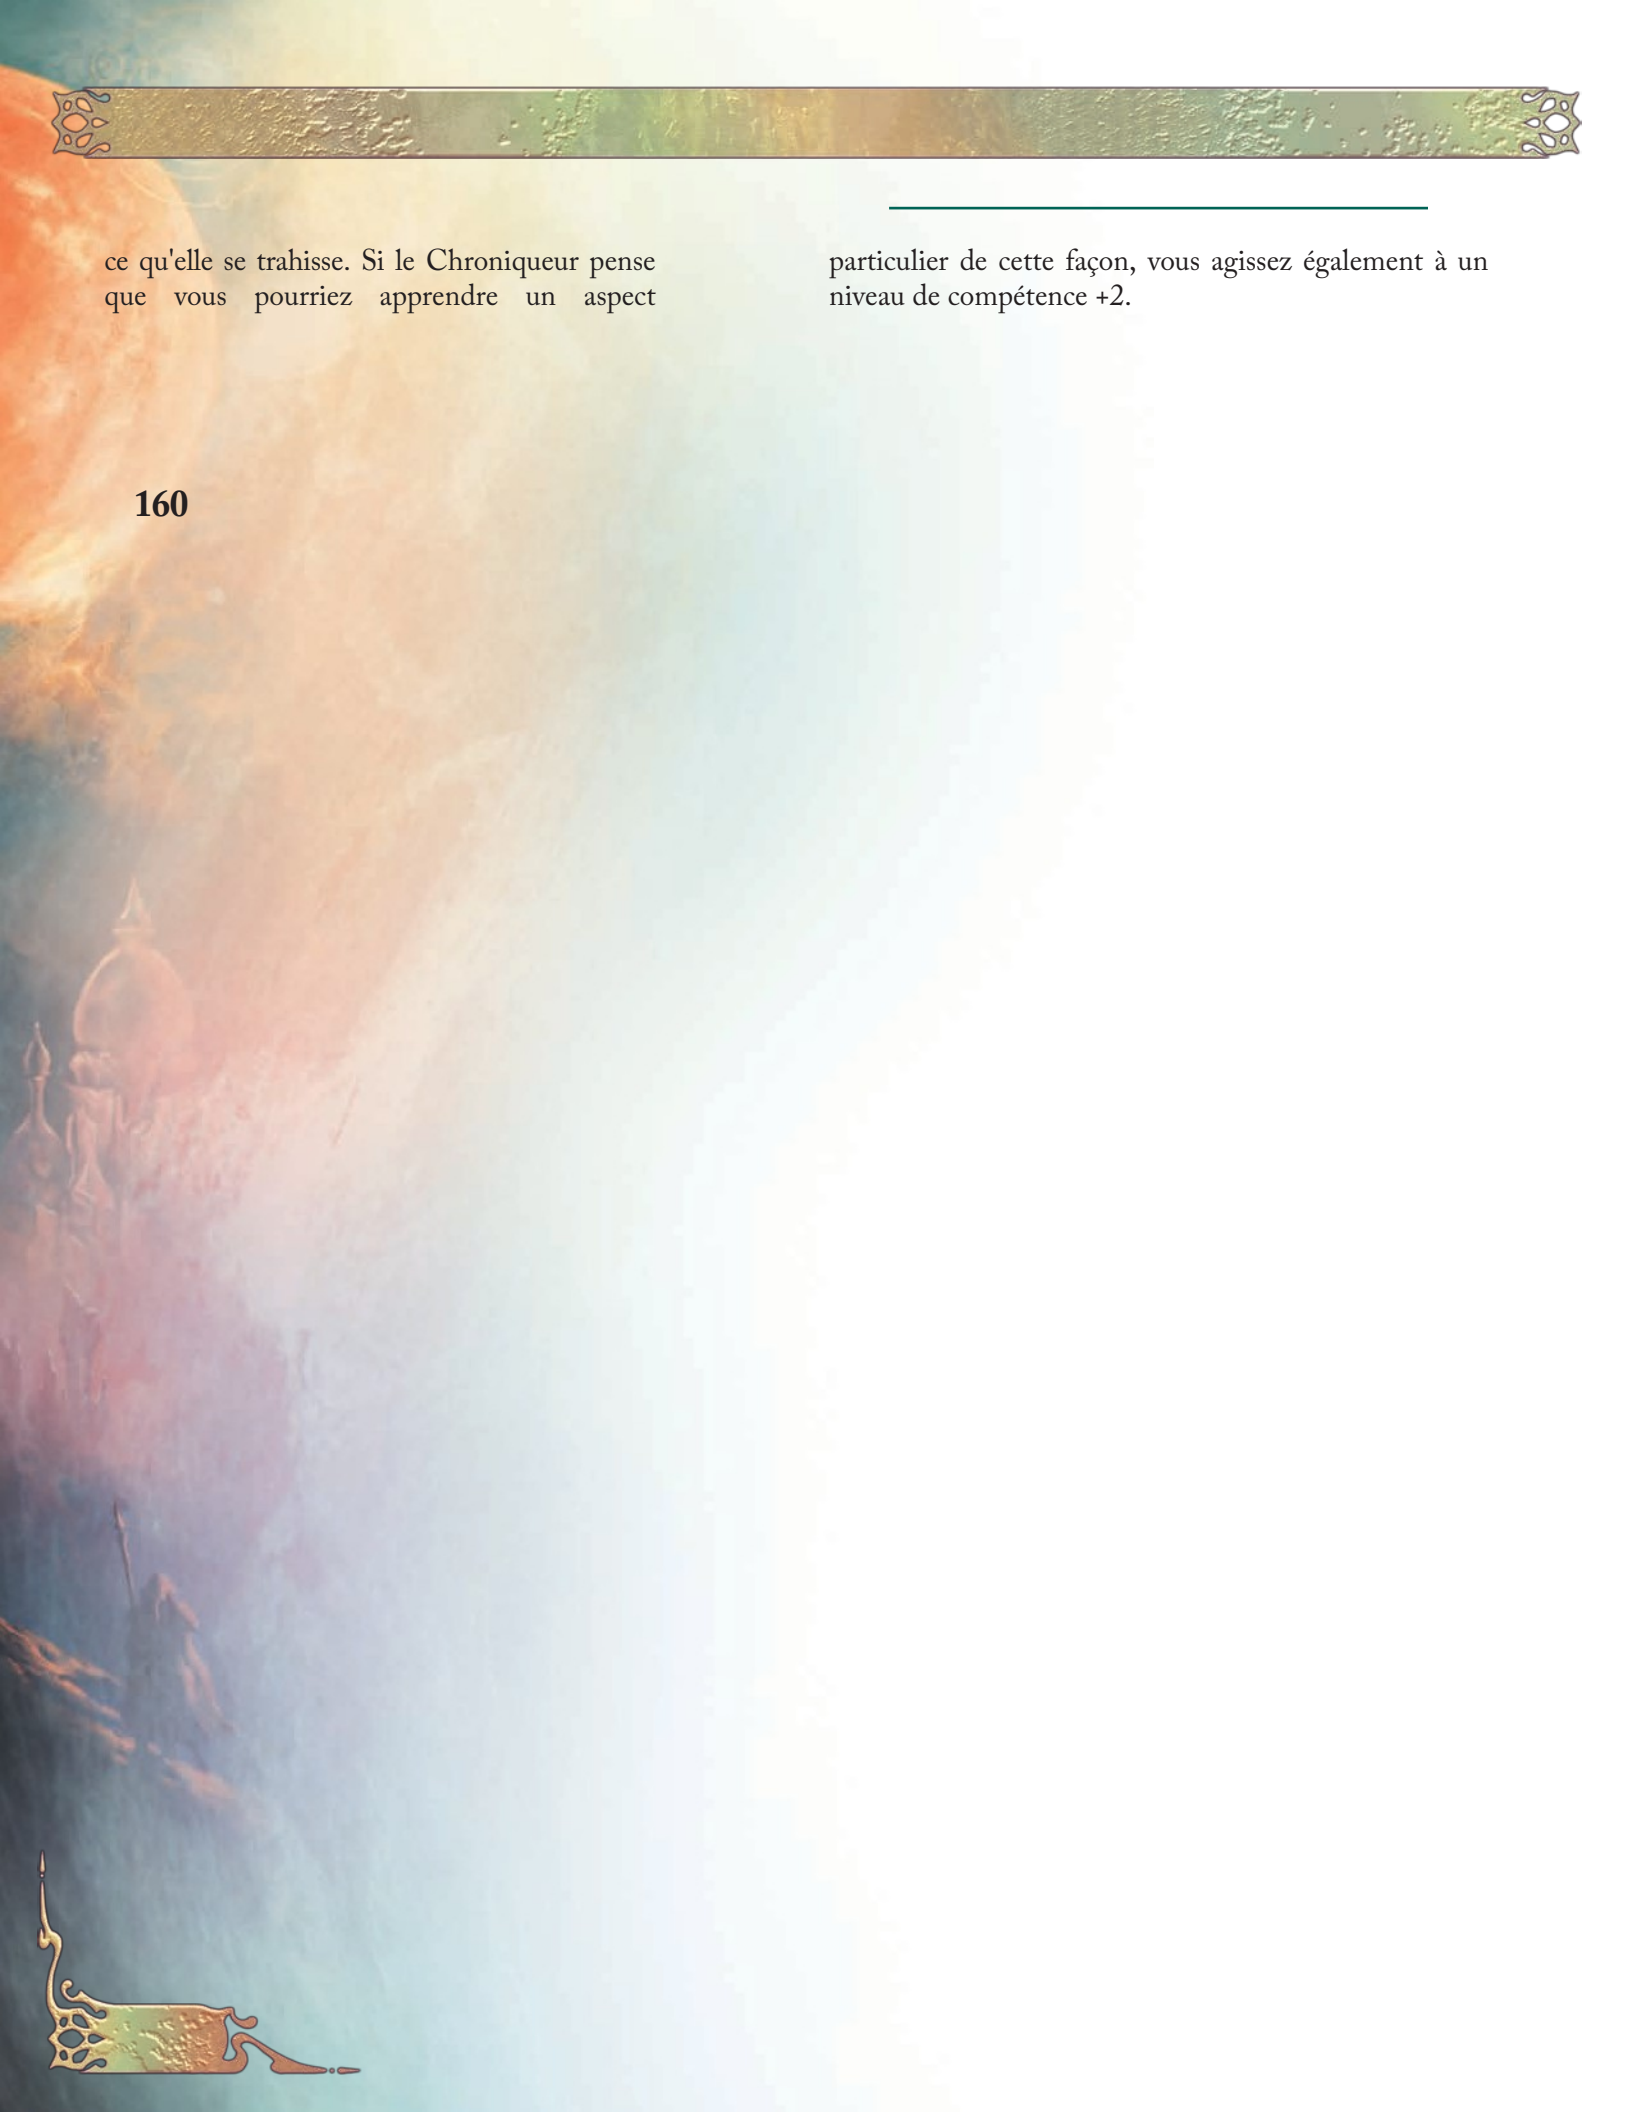 ce qu'elle se trahisse. Si le Chroniqueur pense
que vous pourriez apprendre un aspect
particulier de cette façon, vous agissez également à un
niveau de compétence +2.
160